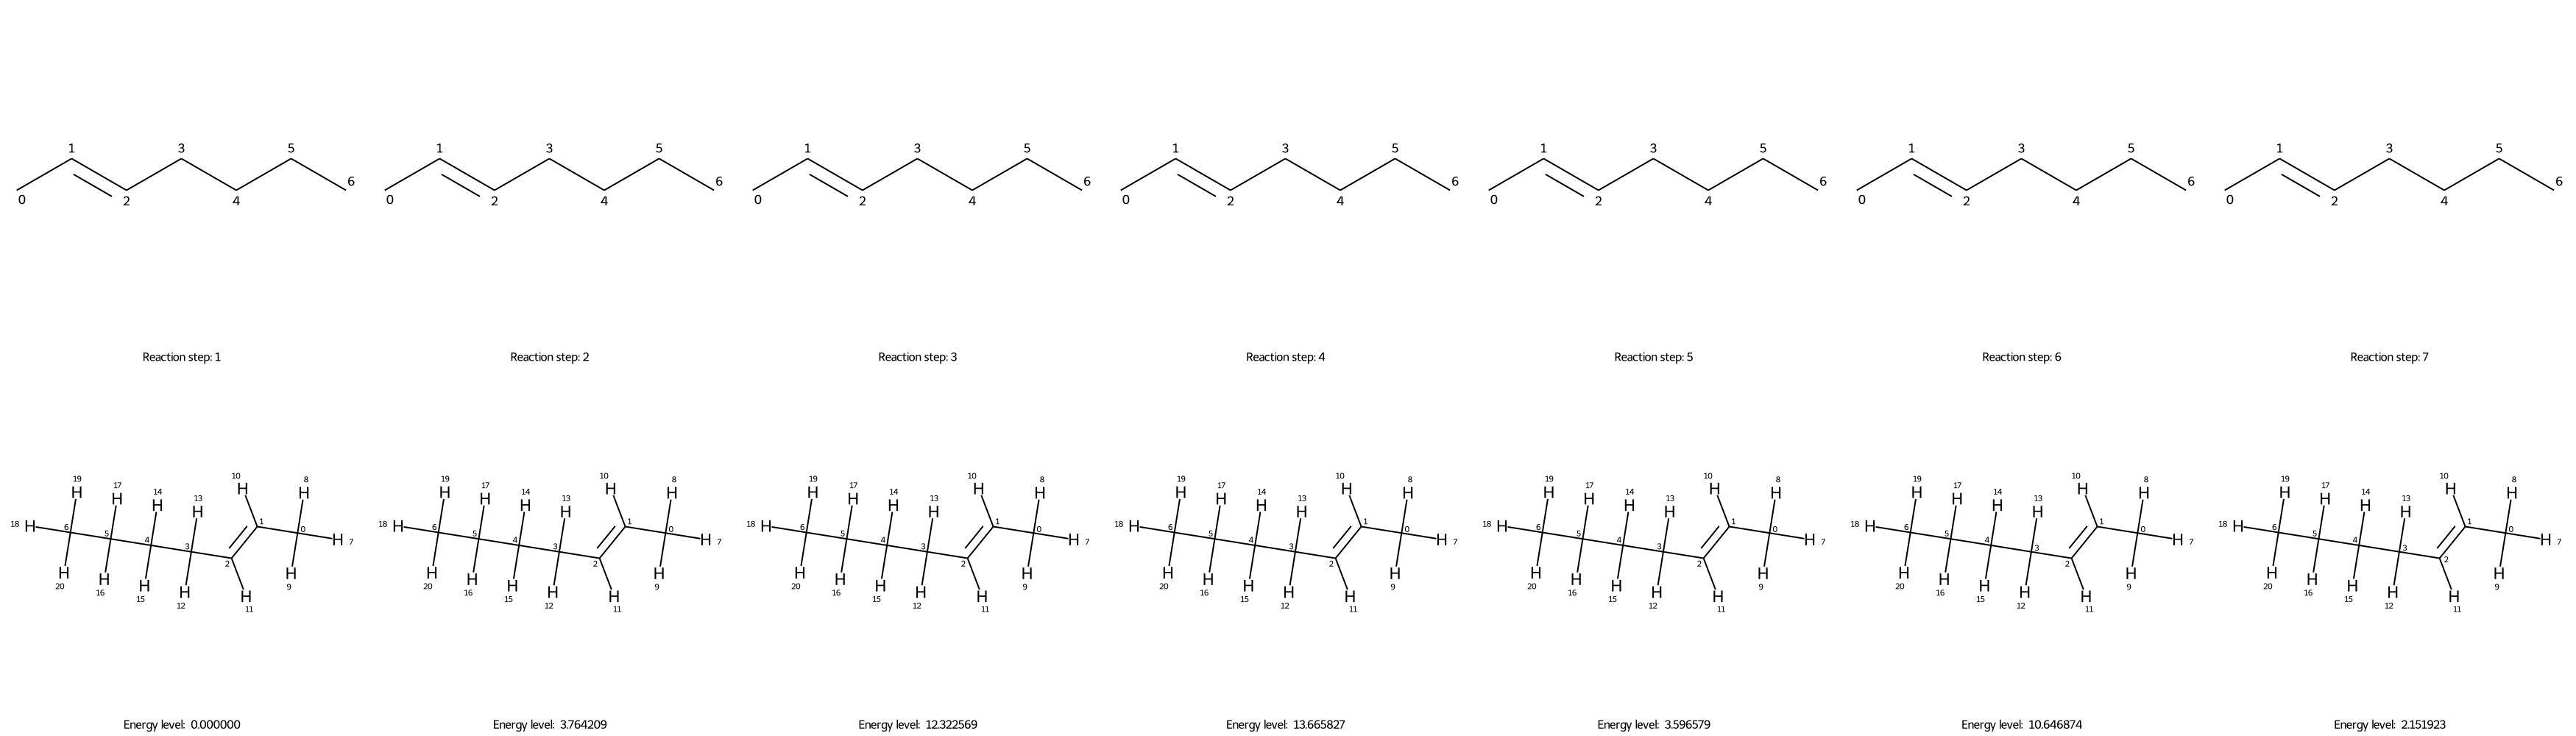 1 3 5 1 3 5 1 3 5 1 3 5 1 3 5 1 3 5 1 3 5
6 6 6 6 6 6 6
0 2 4 0 2 4 0 2 4 0 2 4 0 2 4 0 2 4 0 2 4
Reaction step: 1 Reaction step: 2 Reaction step: 3 Reaction step: 4 Reaction step: 5 Reaction step: 6 Reaction step: 7
19 17 14 13 10 8 19 17 14 13 10 8 19 17 14 13 10 8 19 17 14 13 10 8 19 17 14 13 10 8 19 17 14 13 10 8 19 17 14 13 10 8
H H H H H H H H H H H H H H H H H H H H H H H H H H H H H H H H H H H H H H H H H H
18 H 6 5 4 3 2 1 0 H 7 18 H 6 5 4 3 2 1 0 H 7 18 H 6 5 4 3 2 1 0 H 7 18 H 6 5 4 3 2 1 0 H 7 18 H 6 5 4 3 2 1 0 H 7 18 H 6 5 4 3 2 1 0 H 7 18 H 6 5 4 3 2 1 0 H 7
H H H H H H H H H H H H H H H H H H H H H H H H H H H H H H H H H H H H H H H H H H
20 16 15 12 11 9 20 16 15 12 11 9 20 16 15 12 11 9 20 16 15 12 11 9 20 16 15 12 11 9 20 16 15 12 11 9 20 16 15 12 11 9
Energy level: 0.000000 Energy level: 3.764209 Energy level: 12.322569 Energy level: 13.665827 Energy level: 3.596579 Energy level: 10.646874 Energy level: 2.151923